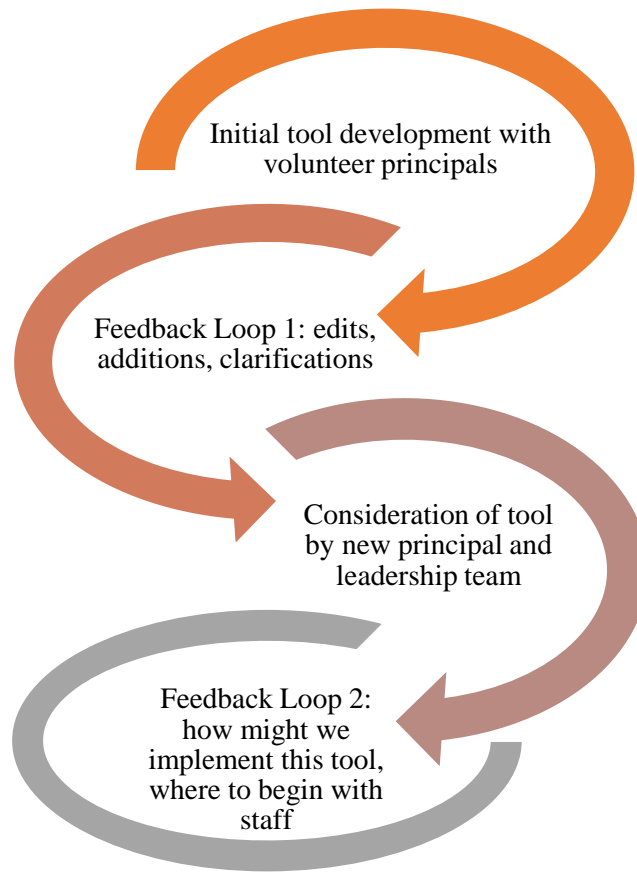 Initial tool development with
volunteer principals
Feedback Loop 1: edits,
additions, clarifications
Consideration of tool
by new principal and
leadership team
Feedback Loop 2:
how might we
implement this tool,
where to begin with
staff